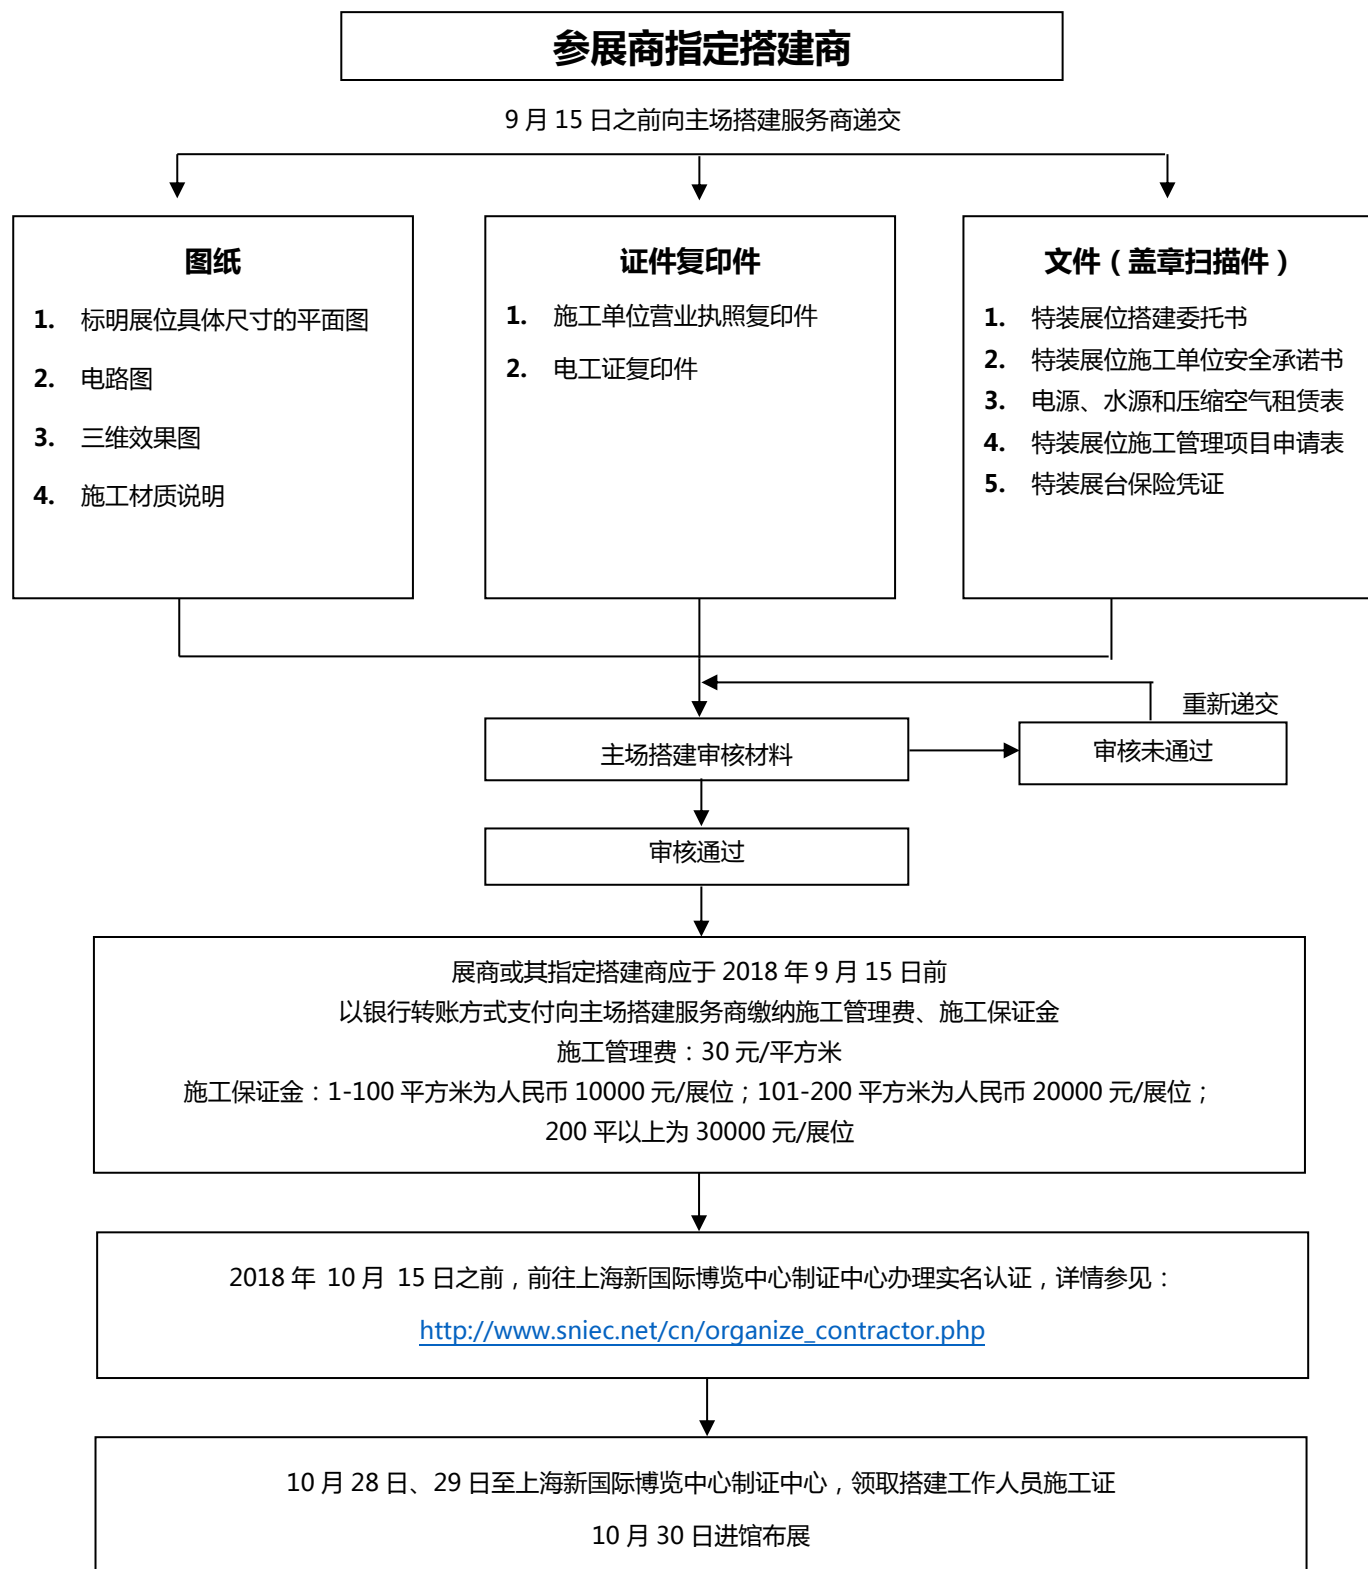 参展商指定搭建商
9 月 15 日之前向主场搭建服务商递交
图纸
1. 标明展位具体尺寸的平面图
2. 电路图
3. 三维效果图
4. 施工材质说明
证件复印件
1. 施工单位营业执照复印件
2. 电工证复印件
文件（盖章扫描件）
1. 特装展位搭建委托书
2. 特装展位施工单位安全承诺书
3. 电源、水源和压缩空气租赁表
4. 特装展位施工管理项目申请表
5. 特装展台保险凭证
重新递交
主场搭建审核材料
审核未通过
审核通过
展商或其指定搭建商应于 2018 年 9 月 15 日前
以银行转账方式支付向主场搭建服务商缴纳施工管理费、施工保证金
施工管理费：30 元/平方米
施工保证金：1-100 平方米为人民币 10000 元/展位；101-200 平方米为人民币 20000 元/展位；
200 平以上为 30000 元/展位
2018 年 10 月 15 日之前，前往上海新国际博览中心制证中心办理实名认证，详情参见：
http://www.sniec.net/cn/organize_contractor.php
10 月 28 日、29 日至上海新国际博览中心制证中心，领取搭建工作人员施工证
10 月 30 日进馆布展